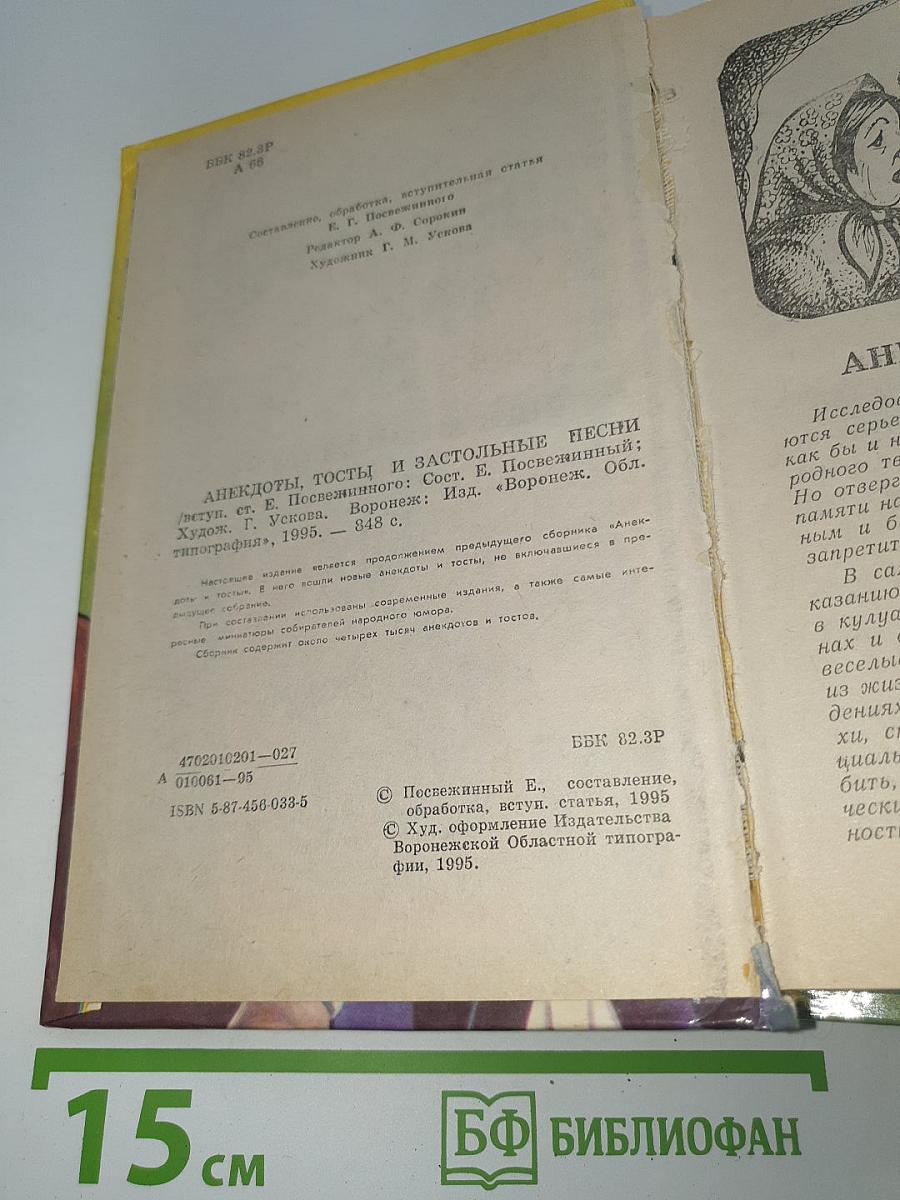 ББК 82.3Р
А 66
Составление, обработка, вступительная статья
Е. Г. Посвежинного
Редактор А. Ф. Сорокин
Художник Г. М. Ускова
АНЕКДОТЫ, ТОСТЫ И ЗАСТОЛЬНЫЕ ПЕСНИ
/вступ. ст. Е. Посвежинного: Сост. Е. Посвежинный;
Худож. Г. Ускова. Воронеж: Изд. «Воронеж. Обл.
типография», 1995. — 848 с.
Настоящее издание является продолжением предыдущего сборника «Анек-
доты и тосты». В него вошли новые анекдоты и тосты, не включавшиеся в пре-
дыдущее собрание.
При составлении использованы современные издания, а также самые инте-
ресные миниатюры собирателей народного юмора.
Сборник содержит около четырех тысяч анекдотов и тостов.
А 4702010201—027
010061—95
ISBN 5-87-456-033-5
ББК 82.3Р
© Посвежинный Е., составление,
обработка, вступ. статья, 1995
© Худ. оформление Издательства
Воронежской Областной типогра-
фии, 1995.
АН
Исследо
ются серье
как бы и н
родного тв
Но отверг
памяти на
ным и б
запретит
В са
казанию
в кулуа
нах и
веселы
из жиз
дениях
хи, с
циаль
бить,
чески
ност
15 см
БФ БИБЛИОФАН